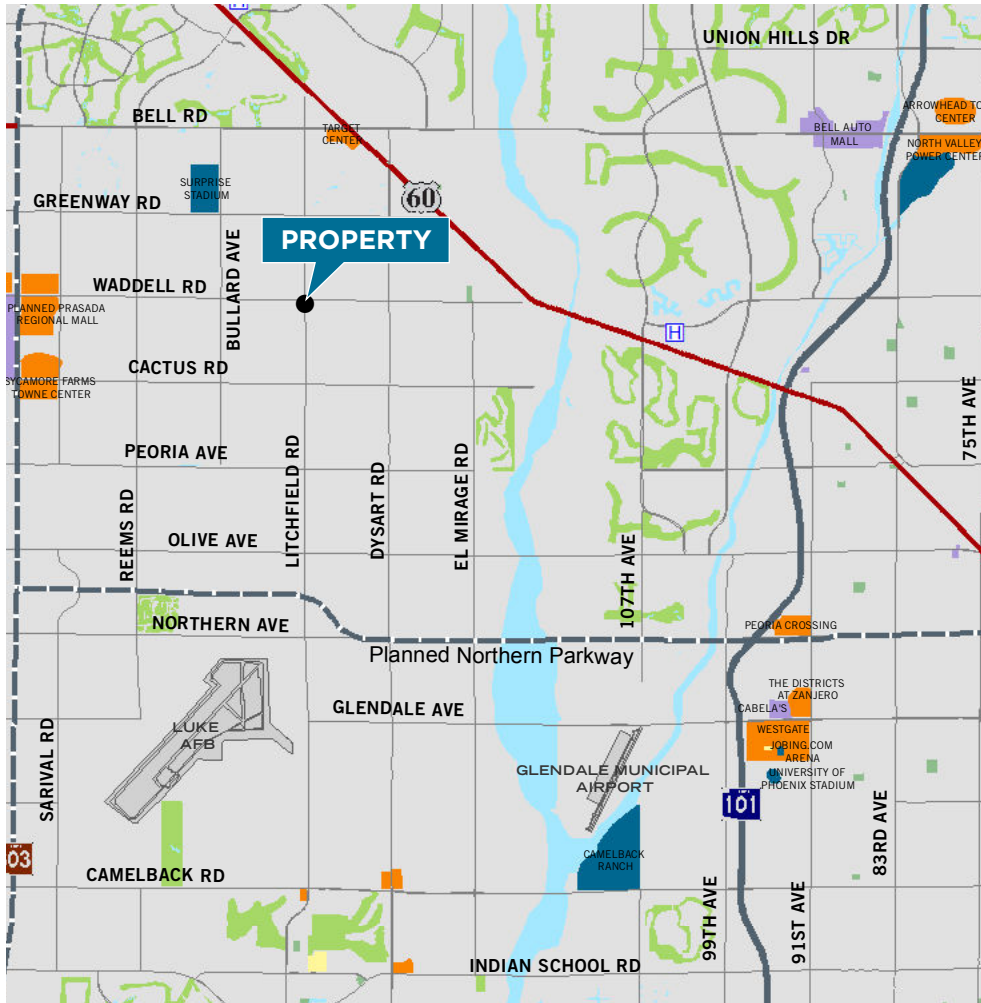 H
UNION HILLS DR
ARROWHEAD TO
CENTER
BELL RD
TARGET
CENTER
BELL AUTO
MALL
NORTH VALLEY
POWER CENTER
SURPRISE
STADIUM
60
GREENWAY RD
PROPERTY
BULLARD AVE
WADDELL RD
PLANNED PRASADA
REGIONAL MALL
H
CACTUS RD
SYCAMORE FARMS
TOWNE CENTER
PEORIA AVE
75TH AVE
REEMS RD
LITCHFIELD RD
DYSART RD
EL MIRAGE RD
OLIVE AVE
107TH AVE
NORTHERN AVE
PEORIA CROSSING
Planned Northern Parkway
THE DISTRICTS
AT ZANJERO
CABELA'S
GLENDALE AVE
LUKE
AFB
WESTGATE
JOBING.COM
ARENA
SARIVAL RD
GLENDALE MUNICIPAL
AIRPORT
UNIVERSITY OF
PHOENIX STADIUM
101
83RD AVE
03
CAMELBACK
RANCH
CAMELBACK RD
99TH AVE
91ST AVE
INDIAN SCHOOL RD